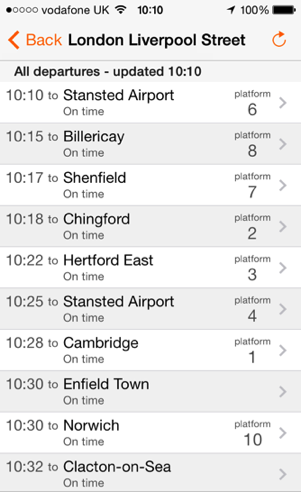 vodafone UK 10:10 100%
Back London Liverpool Street
All departures - updated 10:10
10:10 to Stansted Airport platform 6
On time
10:15 to Billericay platform 8
On time
10:17 to Shenfield platform 7
On time
10:18 to Chingford platform 2
On time
10:22 to Hertford East platform 3
On time
10:25 to Stansted Airport platform 4
On time
10:28 to Cambridge platform 1
On time
10:30 to Enfield Town
On time
10:30 to Norwich platform 10
On time
10:32 to Clacton-on-Sea
On time